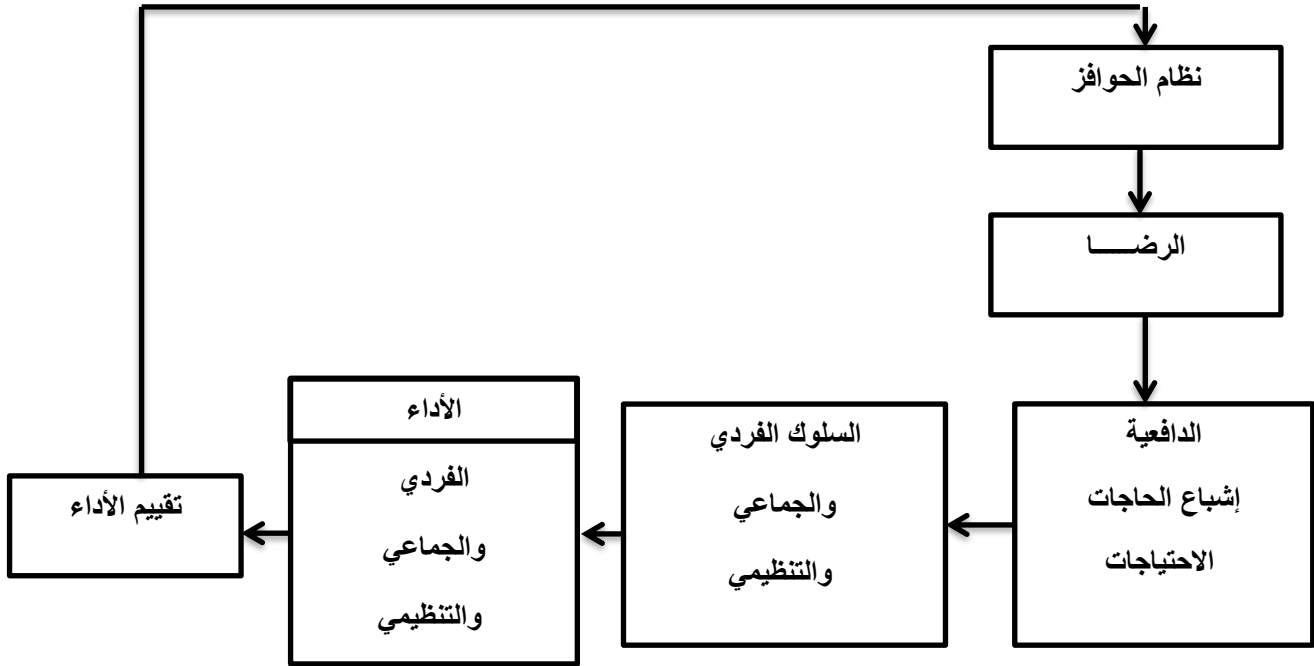 نظام الحوافز
الرضـــــا
الدافعية
إشباع الحاجات
الاحتياجات
السلوك الفردي
والجماعي
والتنظيمي
الأداء
الفردي
والجماعي
والتنظيمي
تقييم الأداء